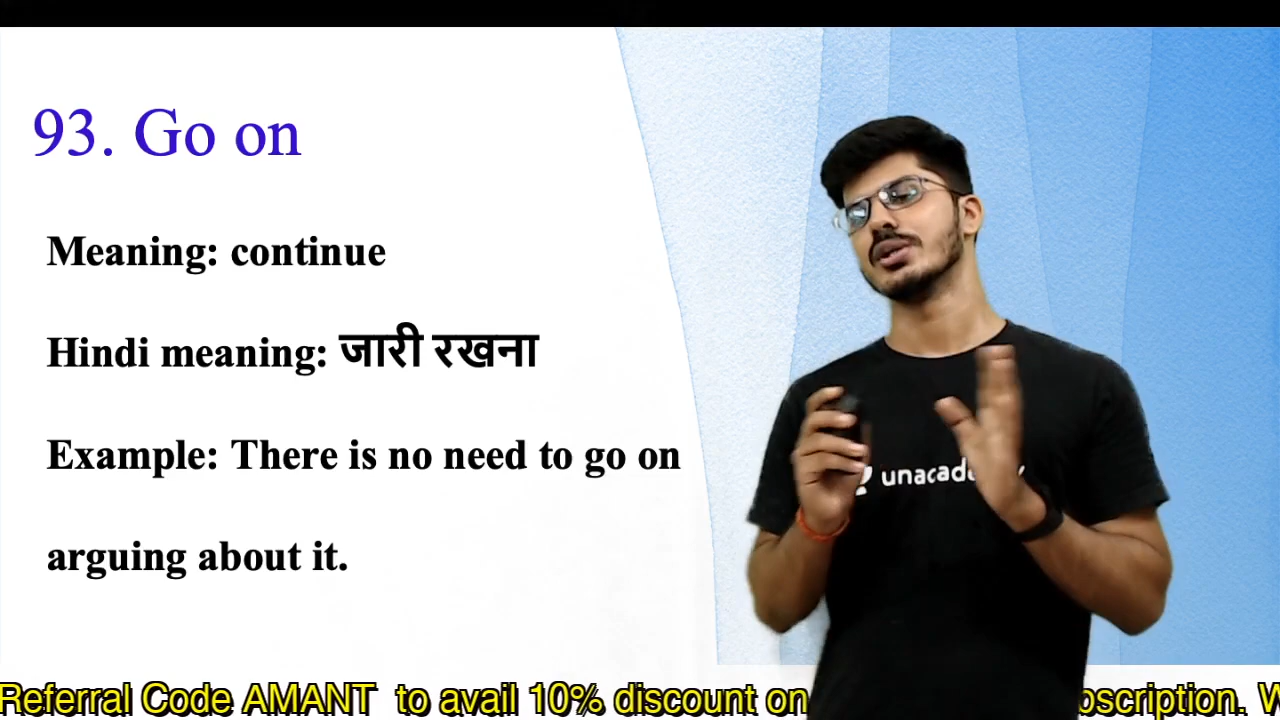 93. Go on
Meaning: continue
Hindi meaning: जारी रखना
Example: There is no need to go on
arguing about it.
unacad
Referral Code AMANT to avail 10% discount on